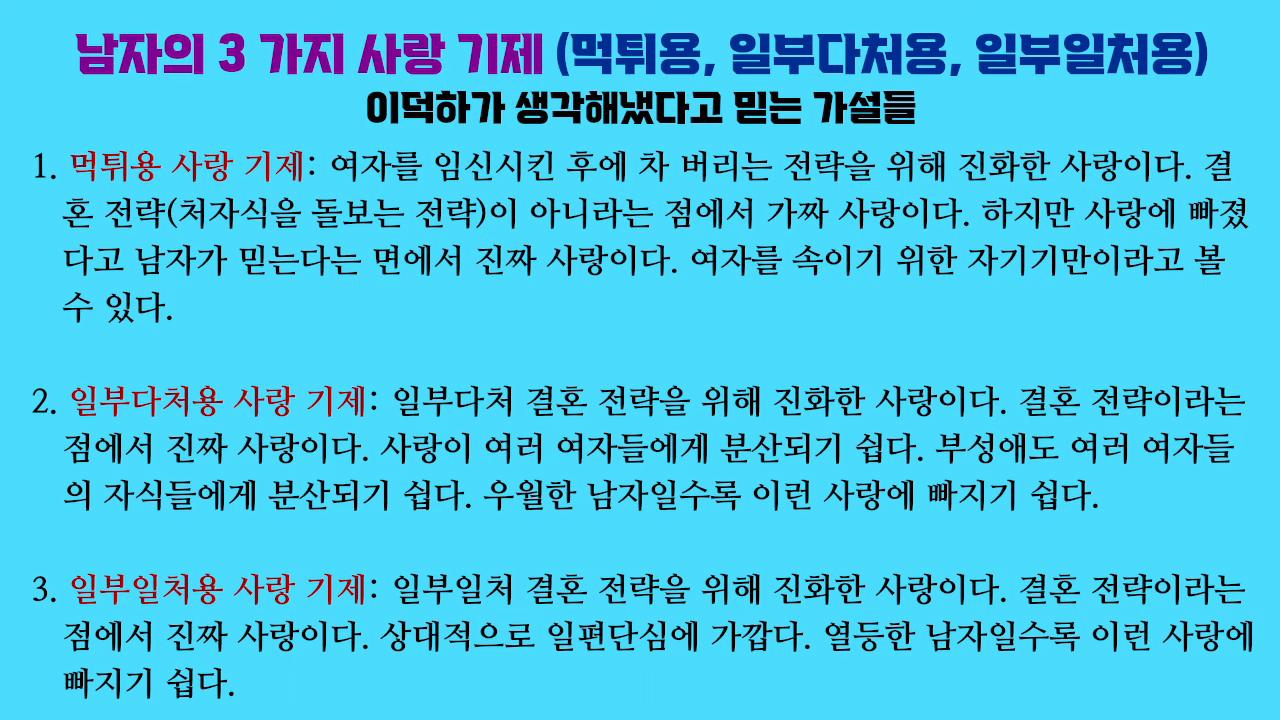 남자의 3 가지 사랑 기제 (먹튀용, 일부다처용, 일부일처용)
이덕하가 생각해냈다고 믿는 가설들
1. 먹튀용 사랑 기제: 여자를 임신시킨 후에 차 버리는 전략을 위해 진화한 사랑이다. 결
혼 전략(처자식을 돌보는 전략)이 아니라는 점에서 가짜 사랑이다. 하지만 사랑에 빠졌
다고 남자가 믿는다는 면에서 진짜 사랑이다. 여자를 속이기 위한 자기기만이라고 볼
수 있다.
2. 일부다처용 사랑 기제: 일부다처 결혼 전략을 위해 진화한 사랑이다. 결혼 전략이라는
점에서 진짜 사랑이다. 사랑이 여러 여자들에게 분산되기 쉽다. 부성애도 여러 여자들
의 자식들에게 분산되기 쉽다. 우월한 남자일수록 이런 사랑에 빠지기 쉽다.
3. 일부일처용 사랑 기제: 일부일처 결혼 전략을 위해 진화한 사랑이다. 결혼 전략이라는
점에서 진짜 사랑이다. 상대적으로 일편단심에 가깝다. 열등한 남자일수록 이런 사랑에
빠지기 쉽다.